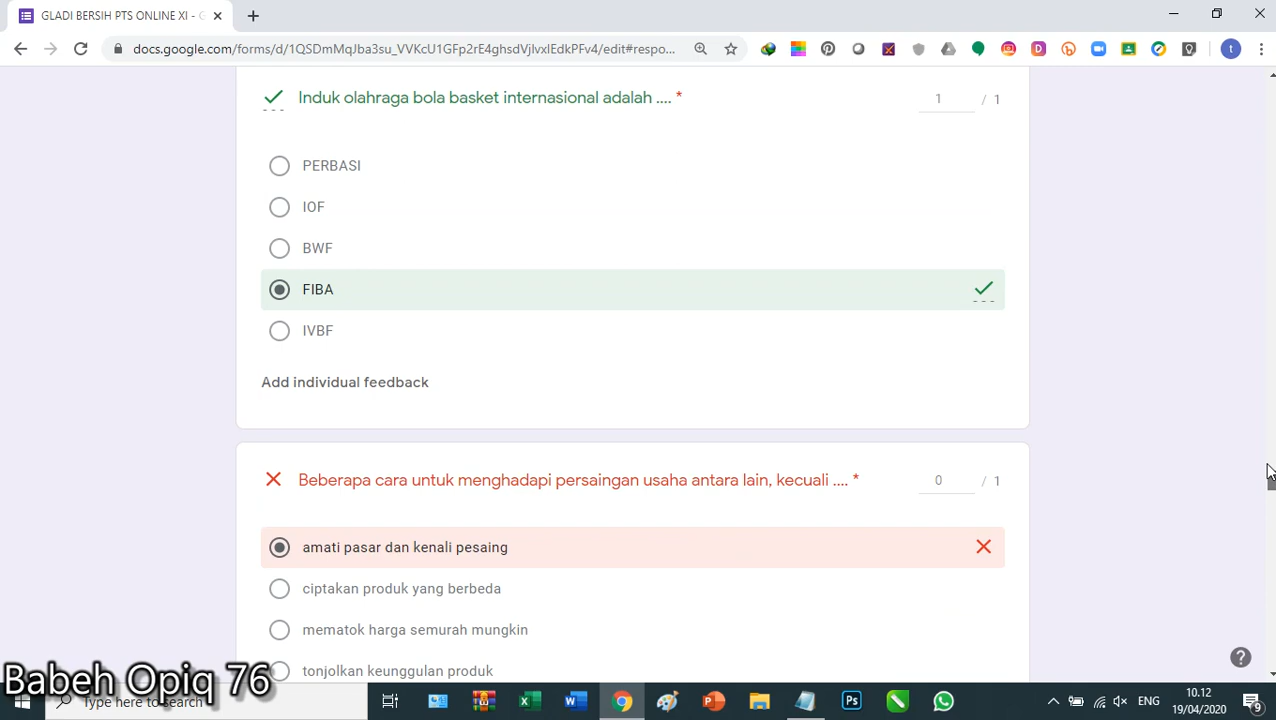 GLADI BERSIH PTS ONLINE XI - G
docs.google.com/forms/d/1QSDmMqJba3su_VVKcU1GFp2rE4ghsdVjlvxlEdkPFv4/edit#respo...
Induk olahraga bola basket internasional adalah .... *
1 / 1
PERBASI
IOF
BWF
FIBA
IVBF
Add individual feedback
Beberapa cara untuk menghadapi persaingan usaha antara lain, kecuali .... *
0 / 1
amati pasar dan kenali pesaing
ciptakan produk yang berbeda
mematok harga semurah mungkin
tonjolkan keunggulan produk
Babeh Opiq 76
Type here to search
ENG
10.12
19/04/2020
9